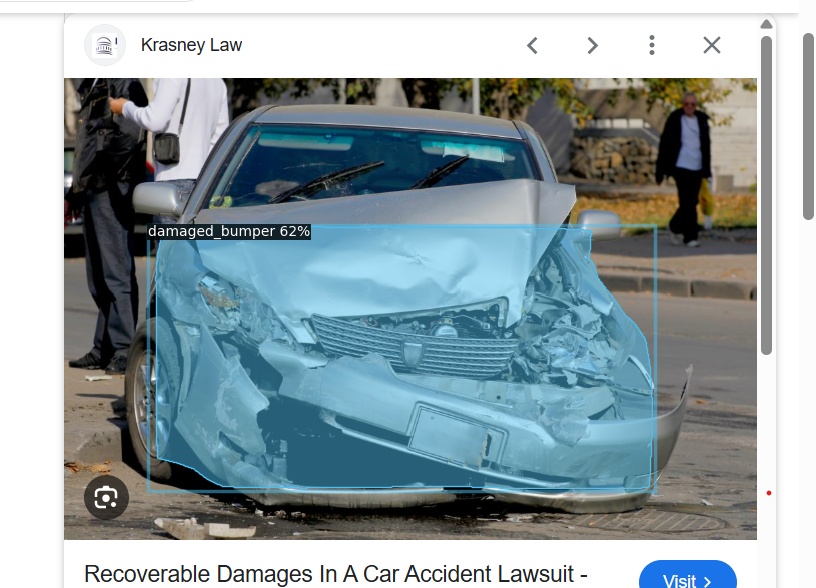 Krasney Law
damaged_bumper 62%
Recoverable Damages In A Car Accident Lawsuit -
Visit